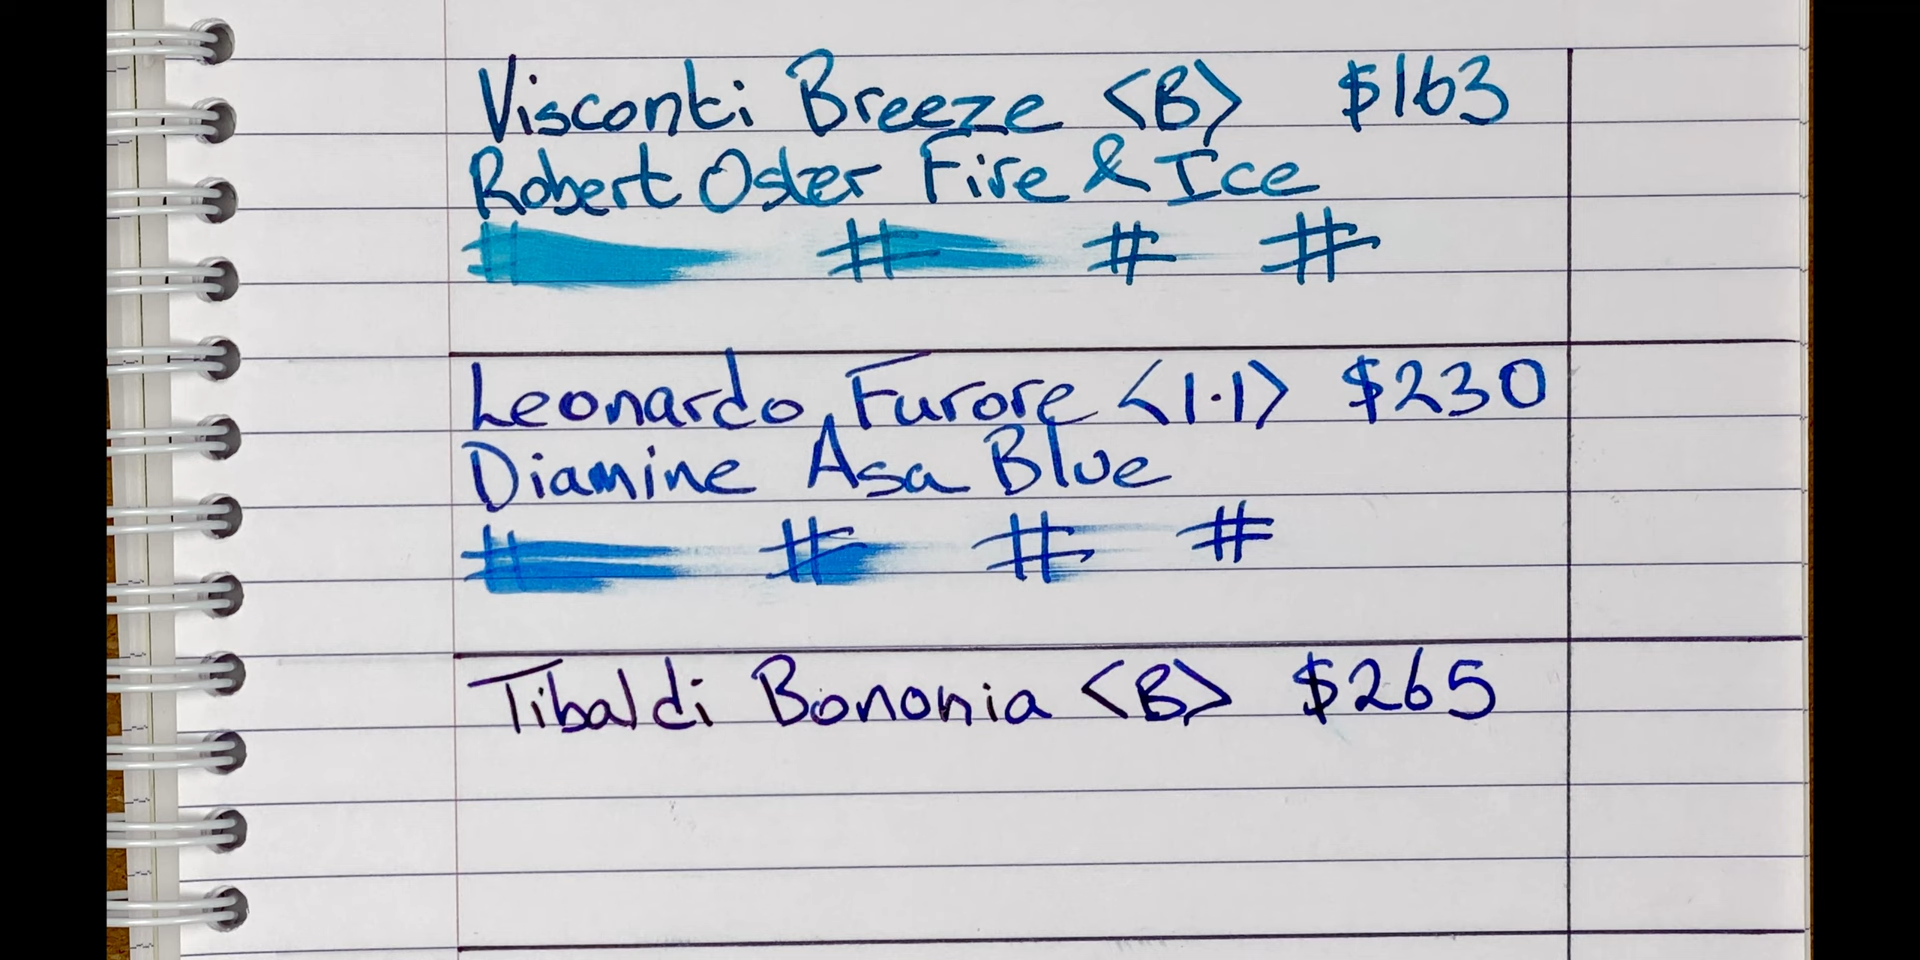 Visconti Breeze <B> $163
Robert Oster Fire & Ice
# # # #
Leonardo Furore <1.1> $230
Diamine Asa Blue
# # # #
Tibaldi Bononia <B> $265